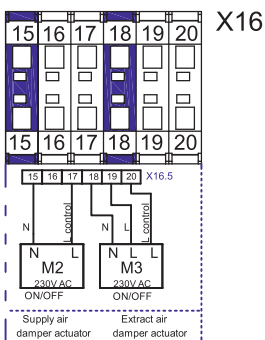 X16
15 16 17 18 19 20
15 16 17 18 19 20
15 16 17 18 19 20 X16.5
N L control N L L control
N L N L L
M2 M3
230V AC 230V AC
ON/OFF ON/OFF
Supply air Extract air
damper actuator damper actuator